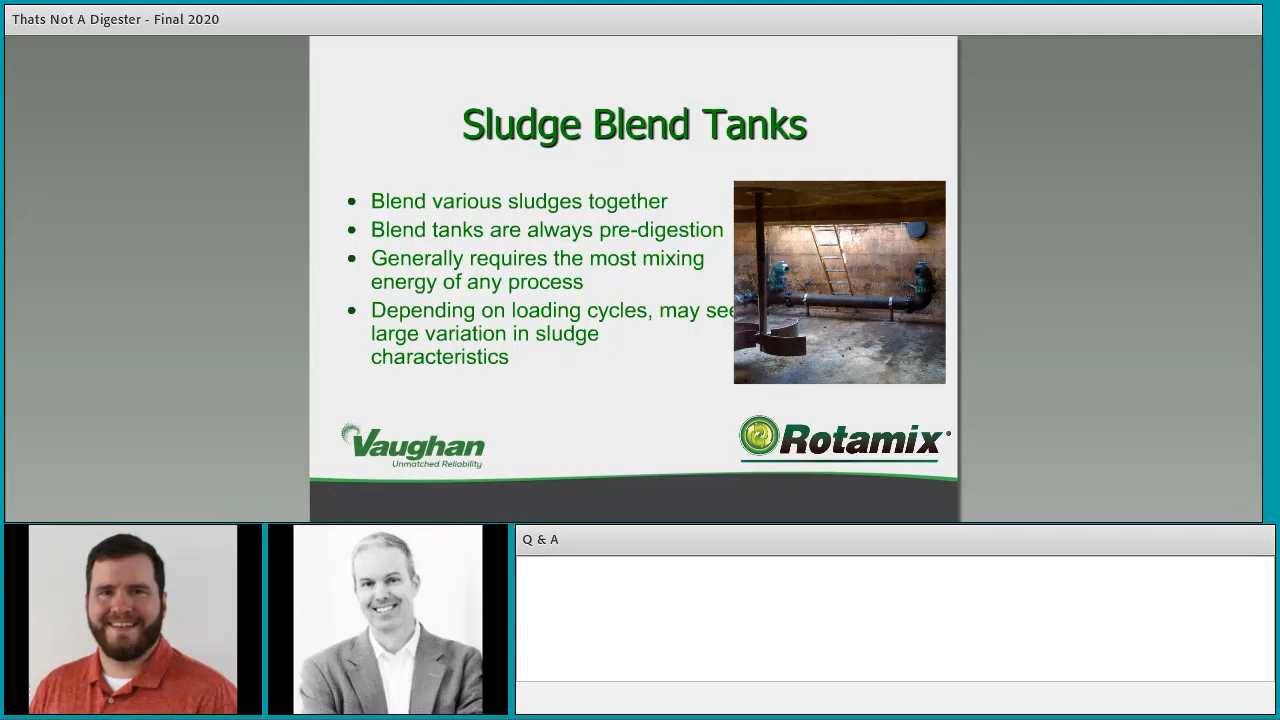 Thats Not A Digester - Final 2020
Sludge Blend Tanks
• Blend various sludges together
• Blend tanks are always pre-digestion
• Generally requires the most mixing
energy of any process
• Depending on loading cycles, may see
large variation in sludge
characteristics
Vaughan
Unmatched Reliability
Rotamix®
Q & A